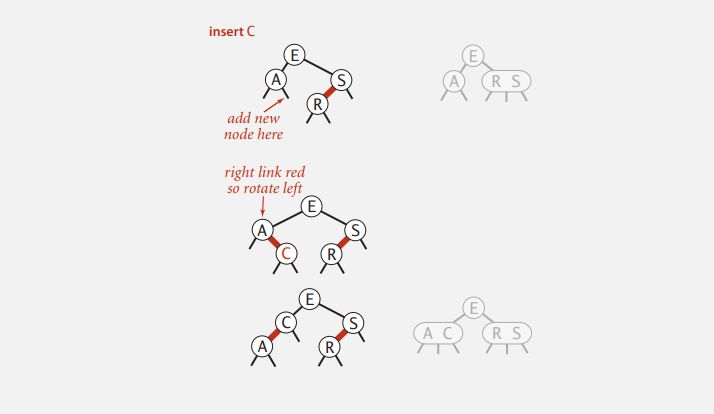 insert C
E
E
A
S
A
R S
R
add new
node here
right link red
so rotate left
E
A
S
C
R
E
E
C
S
A C
R S
A
R